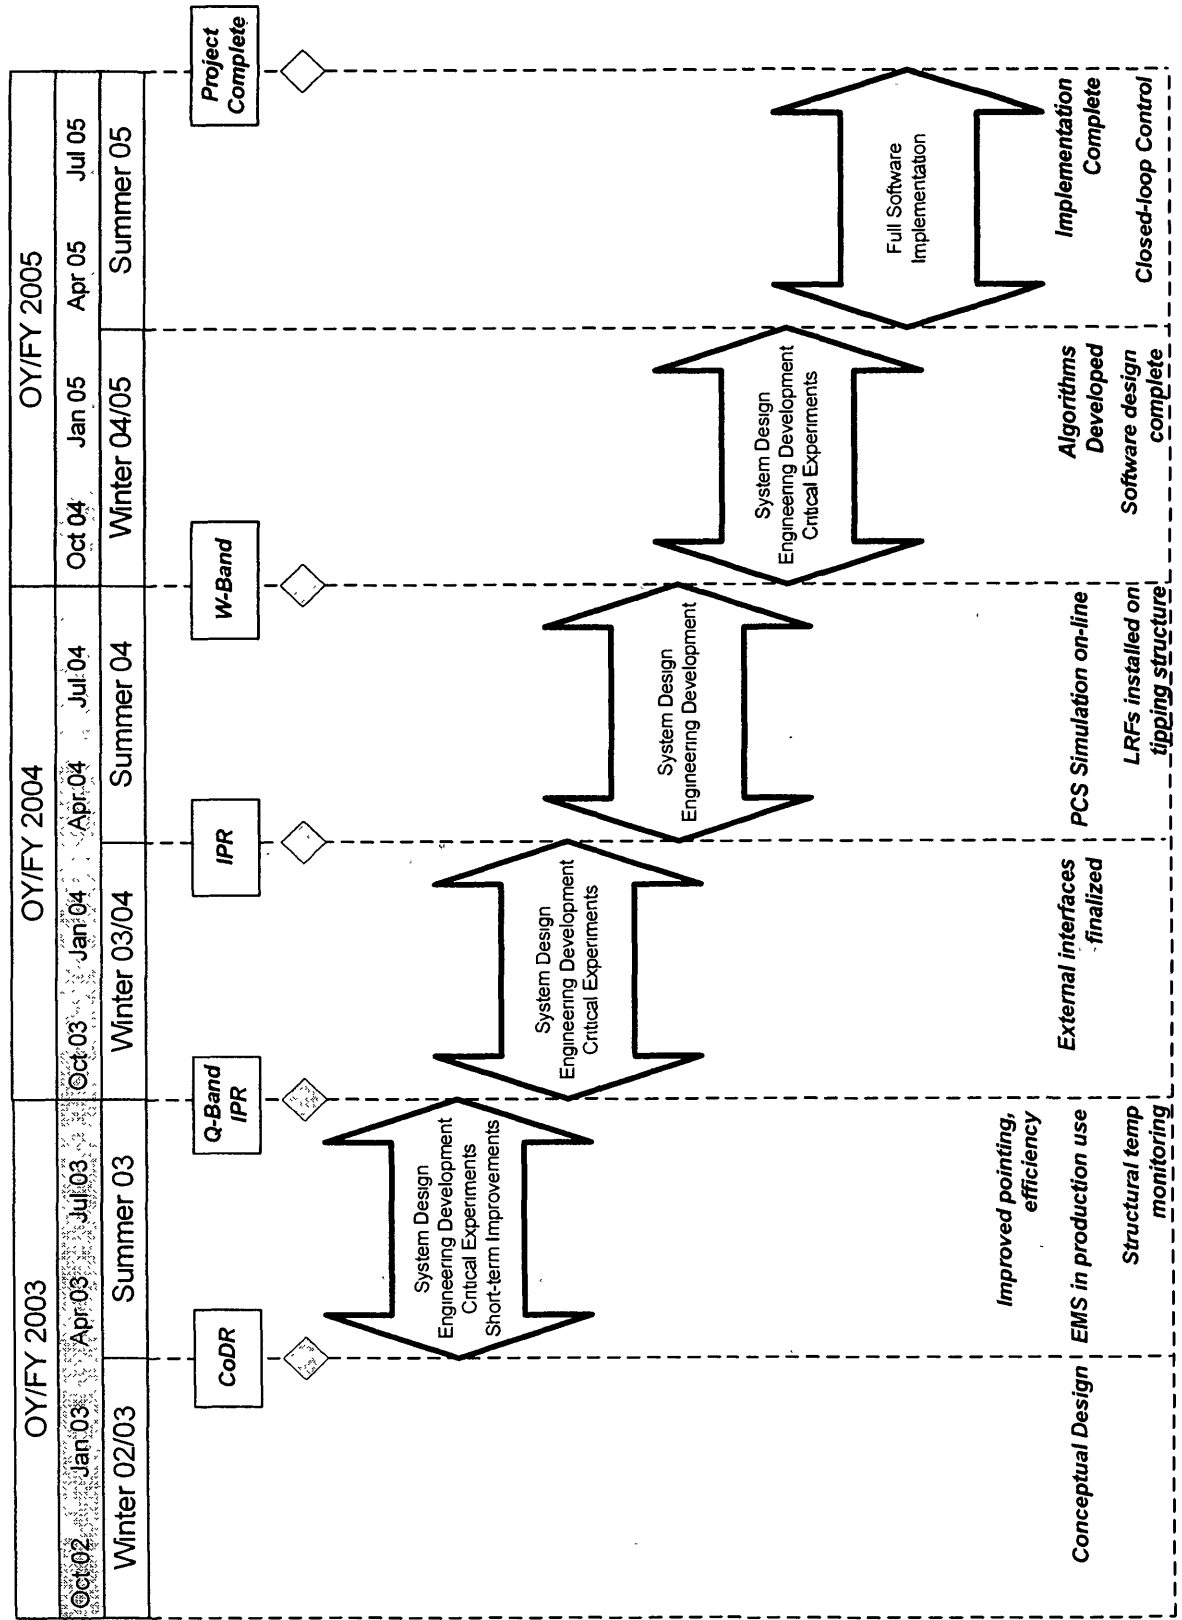 OY/FY 2003 OY/FY 2004 OY/FY 2005
Oct 02 Jan 03 Apr 03 Jul 03 Oct 03 Jan 04 Apr 04 Jul 04 Oct 04 Jan 05 Apr 05 Jul 05
Winter 02/03 Summer 03 Winter 03/04 Summer 04 Winter 04/05 Summer 05
CoDR
Q-Band
IPR
IPR
W-Band
Project
Complete
System Design
Engineering Development
Critical Experiments
Short-term Improvements
System Design
Engineering Development
Critical Experiments
System Design
Engineering Development
System Design
Engineering Development
Critical Experiments
Full Software
Implementation
Conceptual Design
Improved pointing,
efficiency
EMS in production use
Structural temp
monitoring
External interfaces
finalized
PCS Simulation on-line
LRFs installed on
tipping structure
Algorithms
Developed
Software design
complete
Implementation
Complete
Closed-loop Control